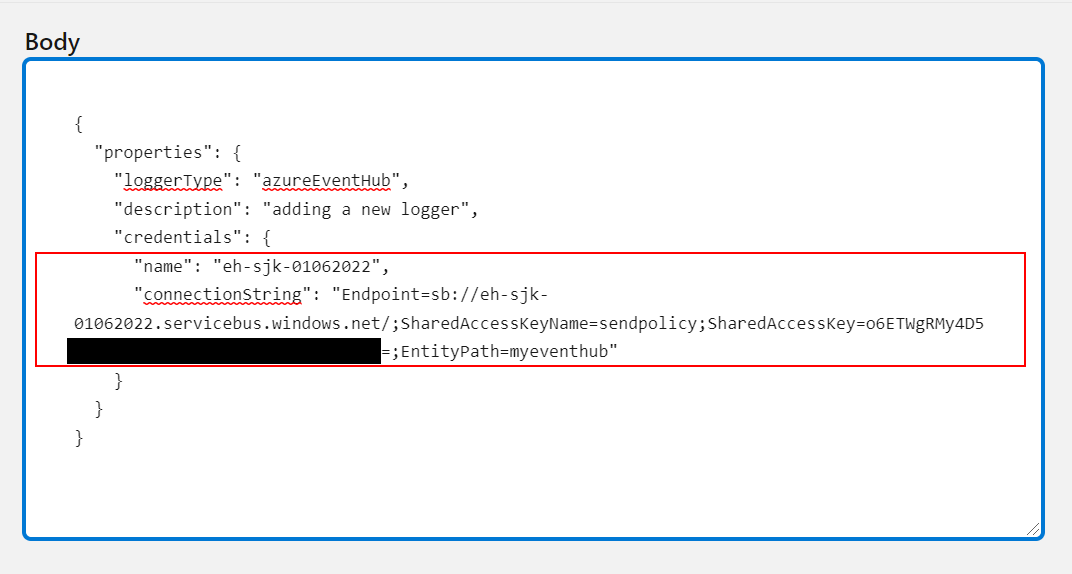 Body
{
"properties": {
"loggerType": "azureEventHub",
"description": "adding a new logger",
"credentials": {
"name": "eh-sjk-01062022",
"connectionString": "Endpoint=sb://eh-sjk-
01062022.servicebus.windows.net/;SharedAccessKeyName=sendpolicy;SharedAccessKey=o6ETWgRMy4D5
=;EntityPath=myeventhub"
}
}
}